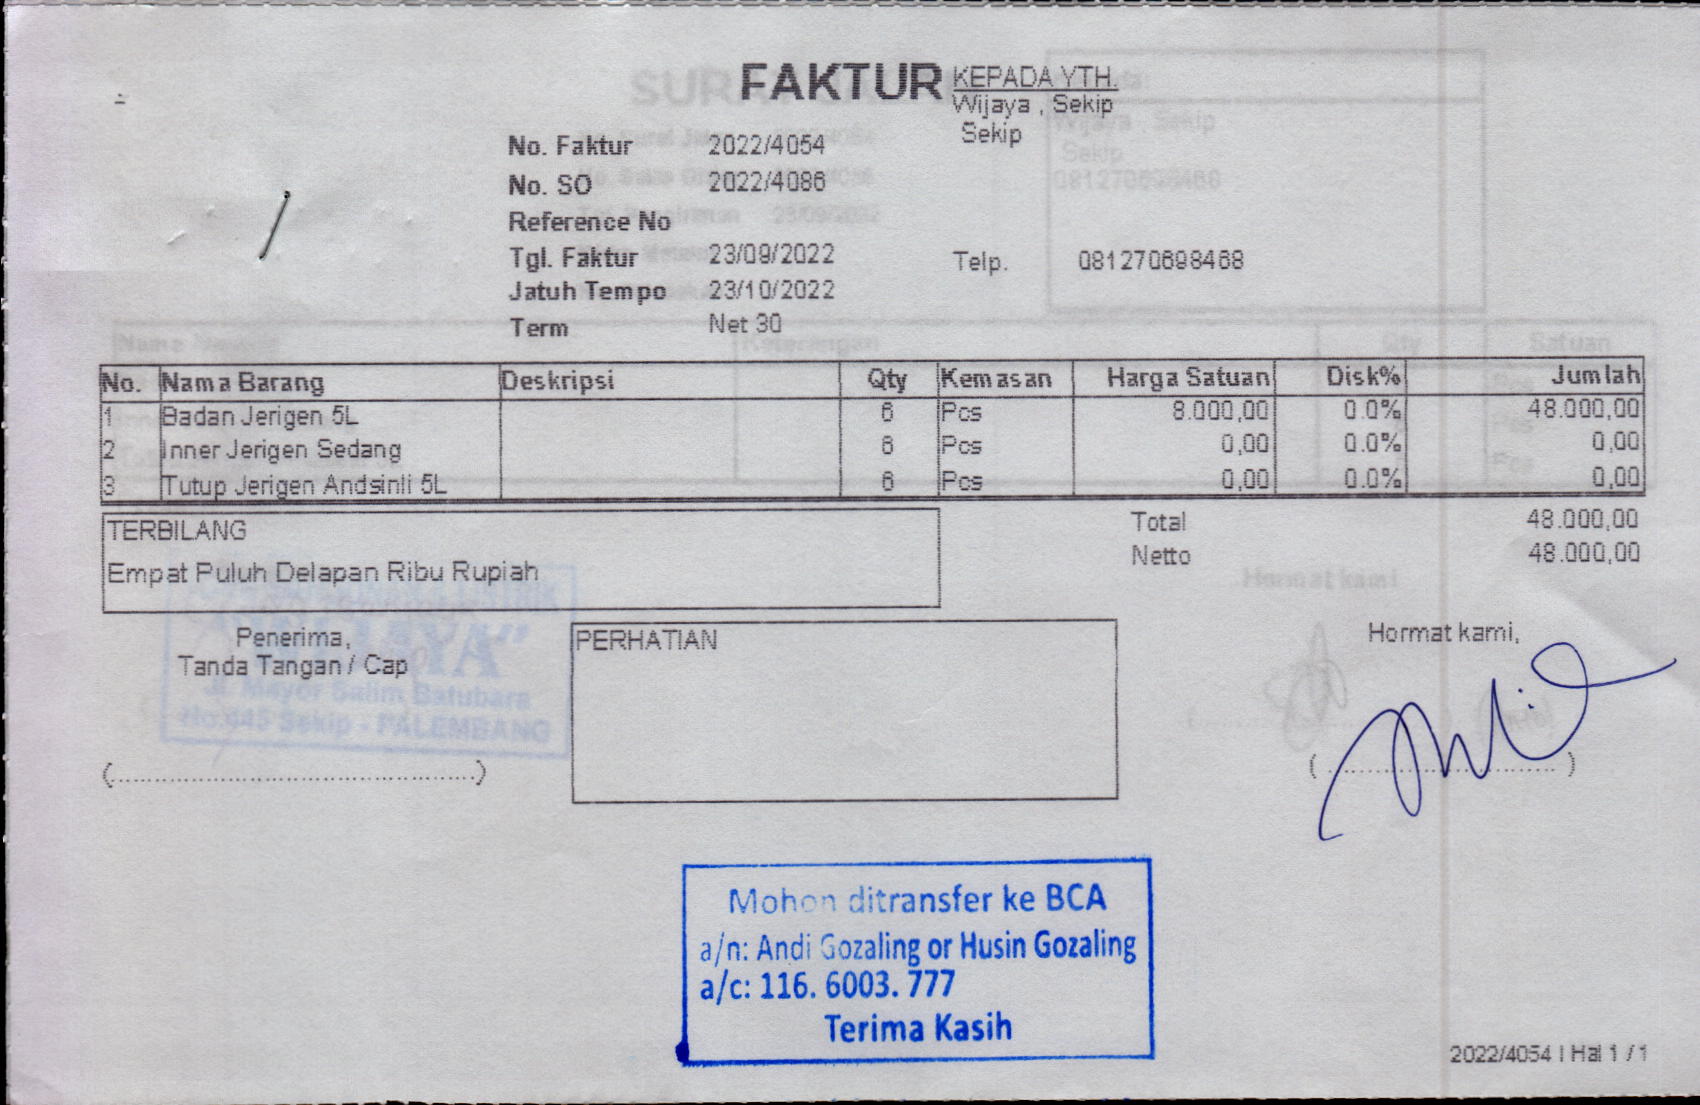 FAKTUR
KEPADA YTH.
Wijaya , Sekip
Sekip
No. Faktur 2022/4054
No. SO 2022/4086
Reference No
Tgl. Faktur 23/09/2022
Telp. 081270698468
Jatuh Tempo 23/10/2022
Term Net 30
No. Nama Barang Deskripsi Qty Kemasan Harga Satuan Disk% Jumlah
1 Badan Jerigen 5L 6 Pcs 8.000,00 0.0% 48.000,00
2 Inner Jerigen Sedang 6 Pcs 0,00 0.0% 0,00
3 Tutup Jerigen Andsinli 5L 6 Pcs 0,00 0.0% 0,00
TERBILANG
Empat Puluh Delapan Ribu Rupiah
Total 48.000,00
Netto 48.000,00
Penerima,
Tanda Tangan / Cap
PERHATIAN
Hormat kami,
Jl. Mayor Salim Batubara
No.445 Sekip - PALEMBANG
Mohon ditransfer ke BCA
a/n: Andi Gozaling or Husin Gozaling
a/c: 116. 6003. 777
Terima Kasih
2022/4054 | Hal 1 / 1